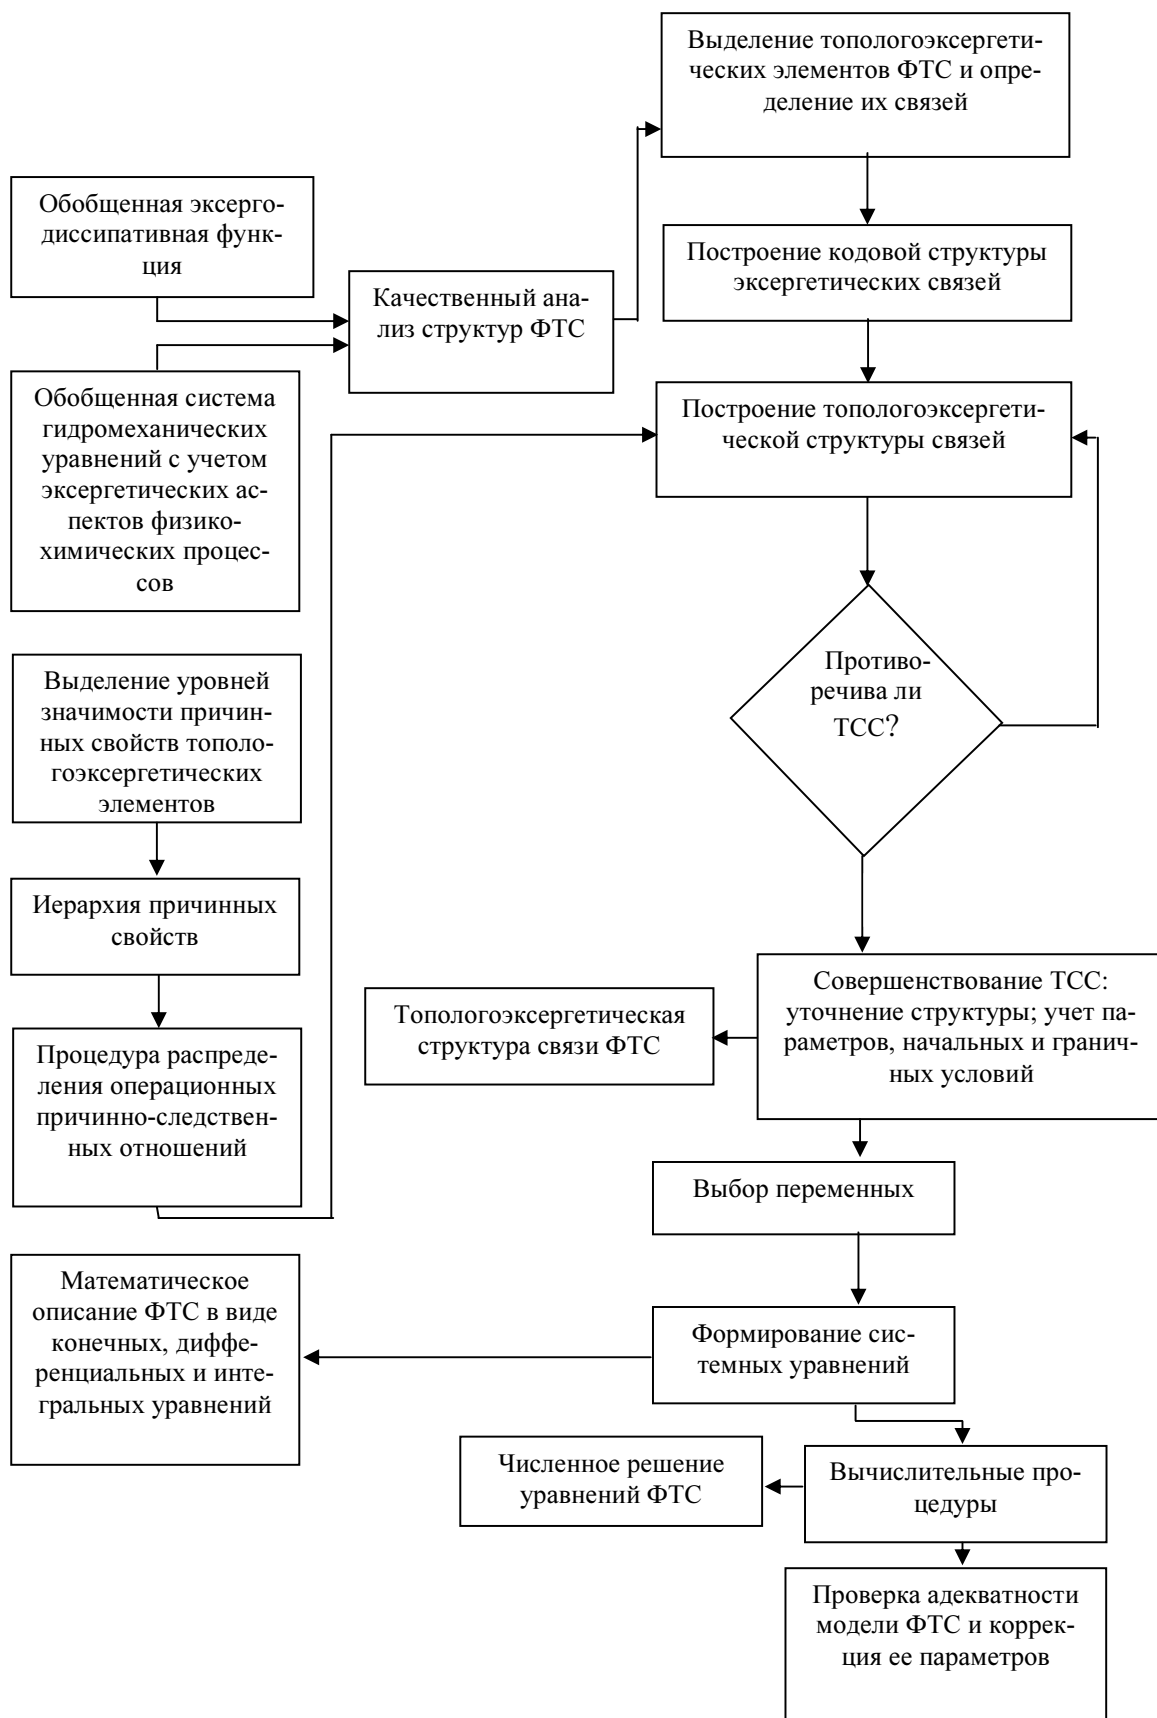 Выделение топологоэксергети-
ческих элементов ФТС и опре-
деление их связей
Обобщенная эксерго-
диссипативная функ-
ция
Построение кодовой структуры
эксергетических связей
Качественный ана-
лиз структур ФТС
Обобщенная система
гидромеханических
уравнений с учетом
эксергетических ас-
пектов физико-
химических процес-
сов
Построение топологоэксергети-
ческой структуры связей
Противо-
речива ли
ТСС?
Выделение уровней
значимости причин-
ных свойств тополо-
гоэксергетических
элементов
Иерархия причинных
свойств
Процедура распреде-
ления операционных
причинно-следствен-
ных отношений
Совершенствование ТСС:
уточнение структуры; учет па-
раметров, начальных и гранич-
ных условий
Топологоэксергетическая
структура связи ФТС
Выбор переменных
Математическое
описание ФТС в виде
конечных, диффе-
ренциальных и инте-
гральных уравнений
Формирование сис-
темных уравнений
Численное решение
уравнений ФТС
Вычислительные про-
цедуры
Проверка адекватности
модели ФТС и коррек-
ция ее параметров